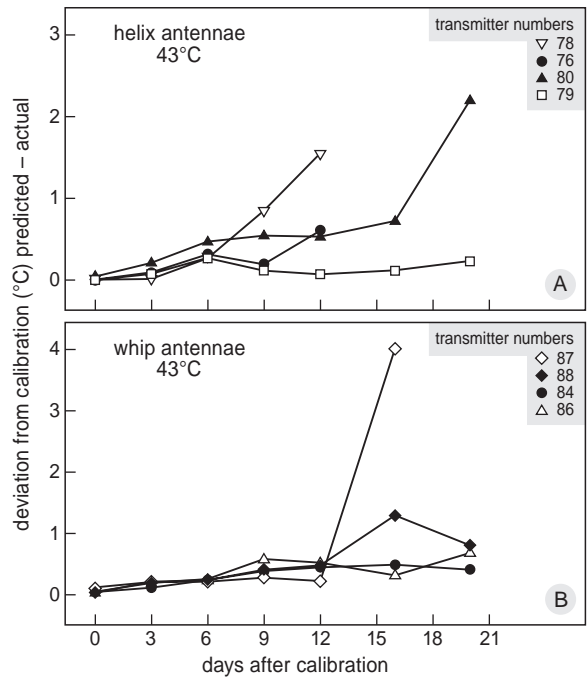 deviation from calibration (°C) predicted – actual
helix antennae
43°C
transmitter numbers
78
76
80
79
3
2
1
0
A
whip antennae
43°C
transmitter numbers
87
88
84
86
4
3
2
1
0
B
0 3 6 9 12 15 18 21
days after calibration